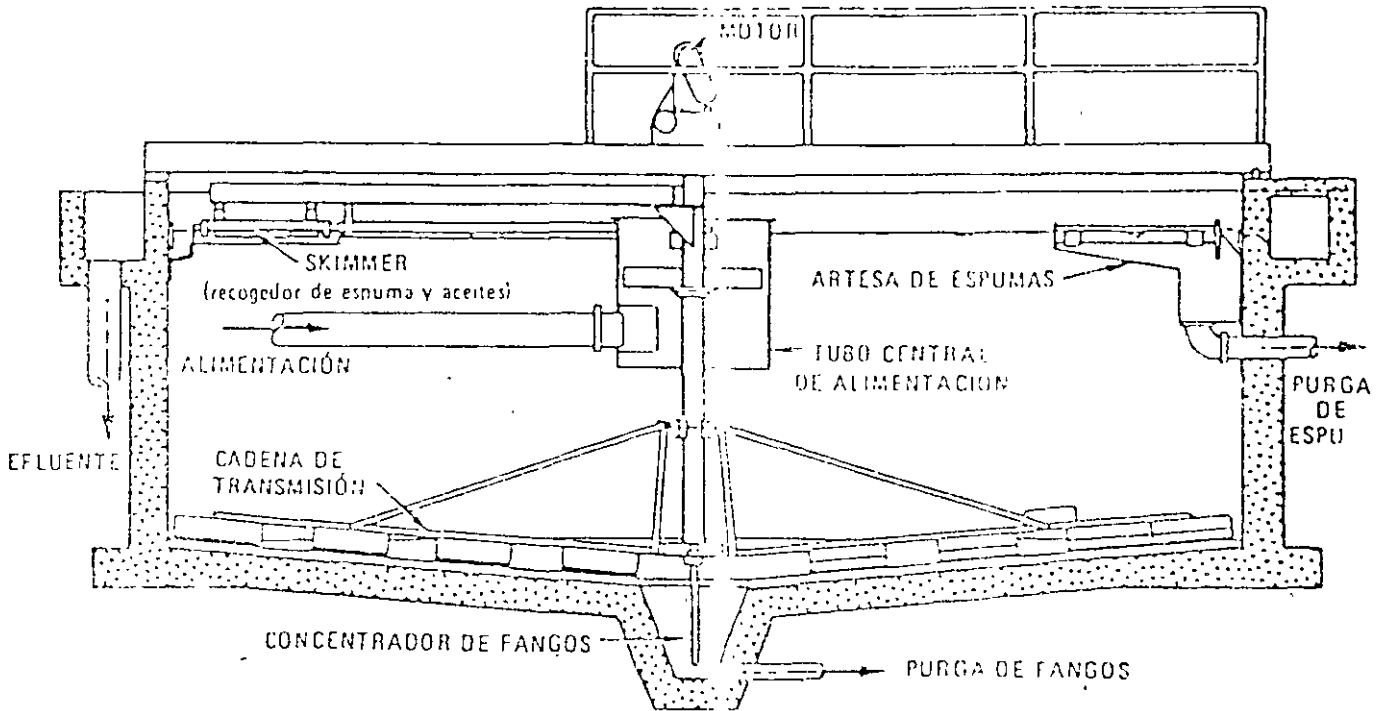 MOTOR
SKIMMER
(recogedor de espuma y aceites)
ARTESA DE ESPUMAS
ALIMENTACIÓN
TUBO CENTRAL
DE ALIMENTACION
PURGA
DE
ESPU
EFLUENTE
CADENA DE
TRANSMISIÓN
CONCENTRADOR DE FANGOS
PURGA DE FANGOS